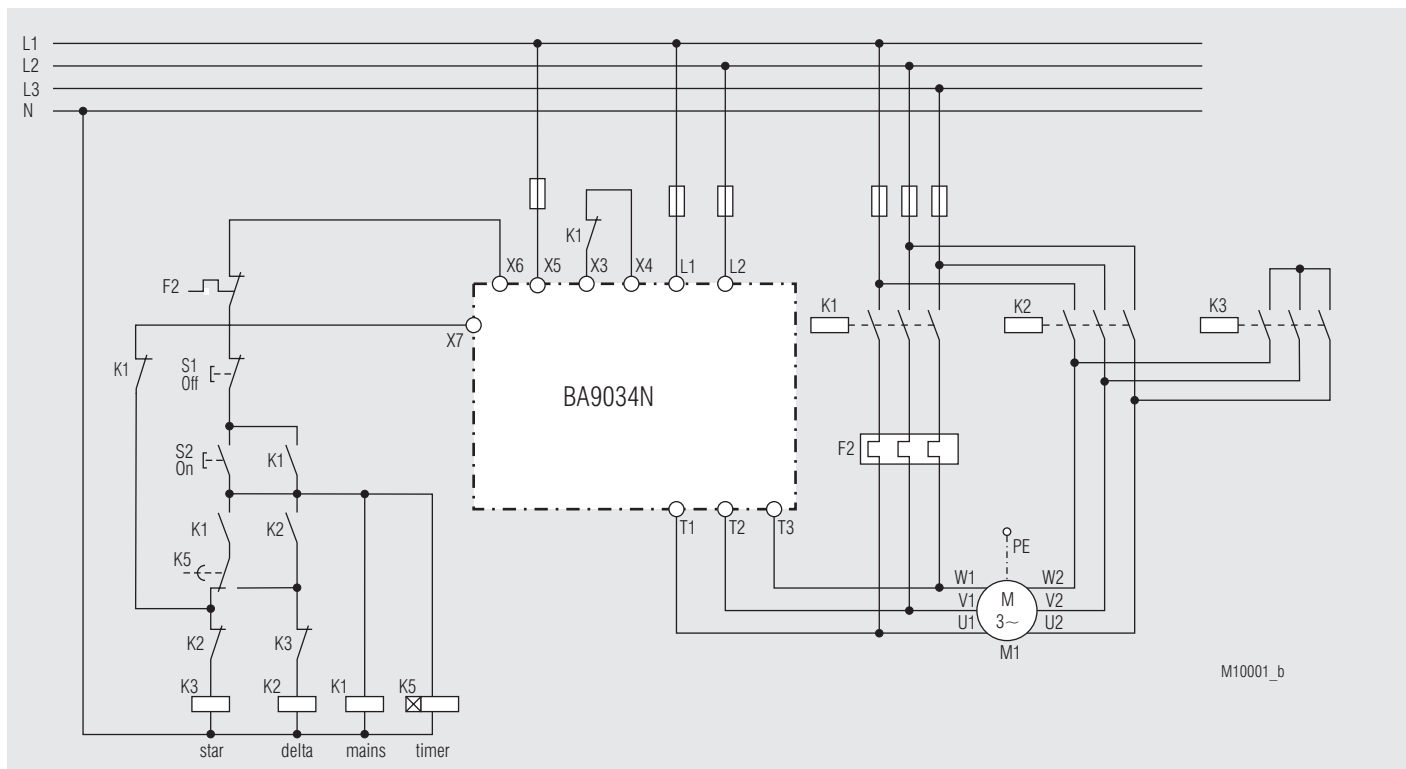 L1
L2
L3
N
K1
X6 X5 X3 X4 L1 L2
F2
X7
K1 K2 K3
K1
S1
Off
BA9034N
S2
On
K1
F2
T1 T2 T3
K1 K2
K5
PE
W1 W2
V1 M V2
U1 3~ U2
M1
K2 K3
M10001_b
K3 K2 K1 K5
star delta mains timer